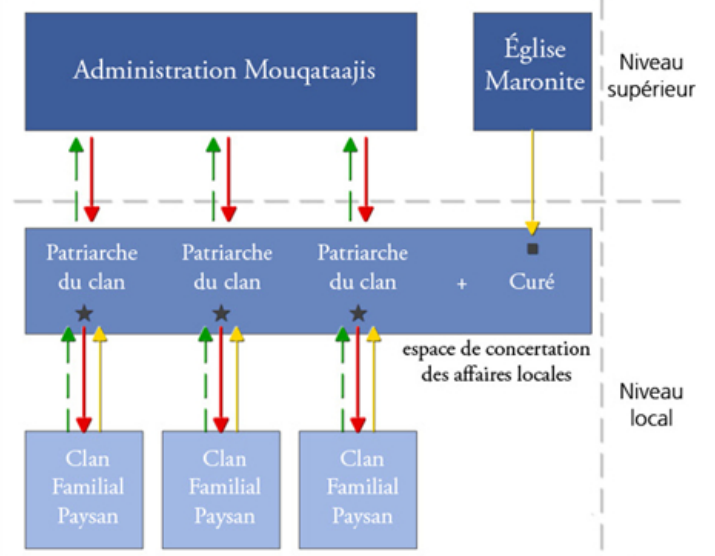 Administration Mouqataajis
Église
Maronite
Niveau
supérieur
Patriarche
du clan
Patriarche
du clan
Patriarche
du clan
+
Curé
espace de concertation
des affaires locales
Niveau
local
Clan
Familial
Paysan
Clan
Familial
Paysan
Clan
Familial
Paysan